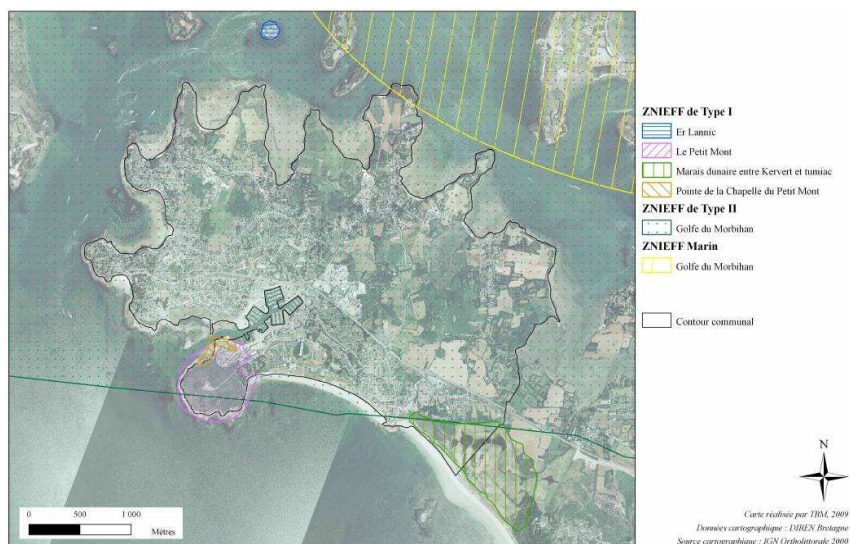 ZNIEFF de Type I
Er Lannic
Le Petit Mont
Marais dunaire entre Kervert et tumiac
Pointe de la Chapelle du Petit Mont
ZNIEFF de Type II
Golfe du Morbihan
ZNIEFF Marin
Golfe du Morbihan
Contour communal
N
0 500 1 000
Mètres
Carte réalisée par TBM, 2009
Données cartographique : DIREN Bretagne
Source cartographique : IGN Ortholittorale 2000